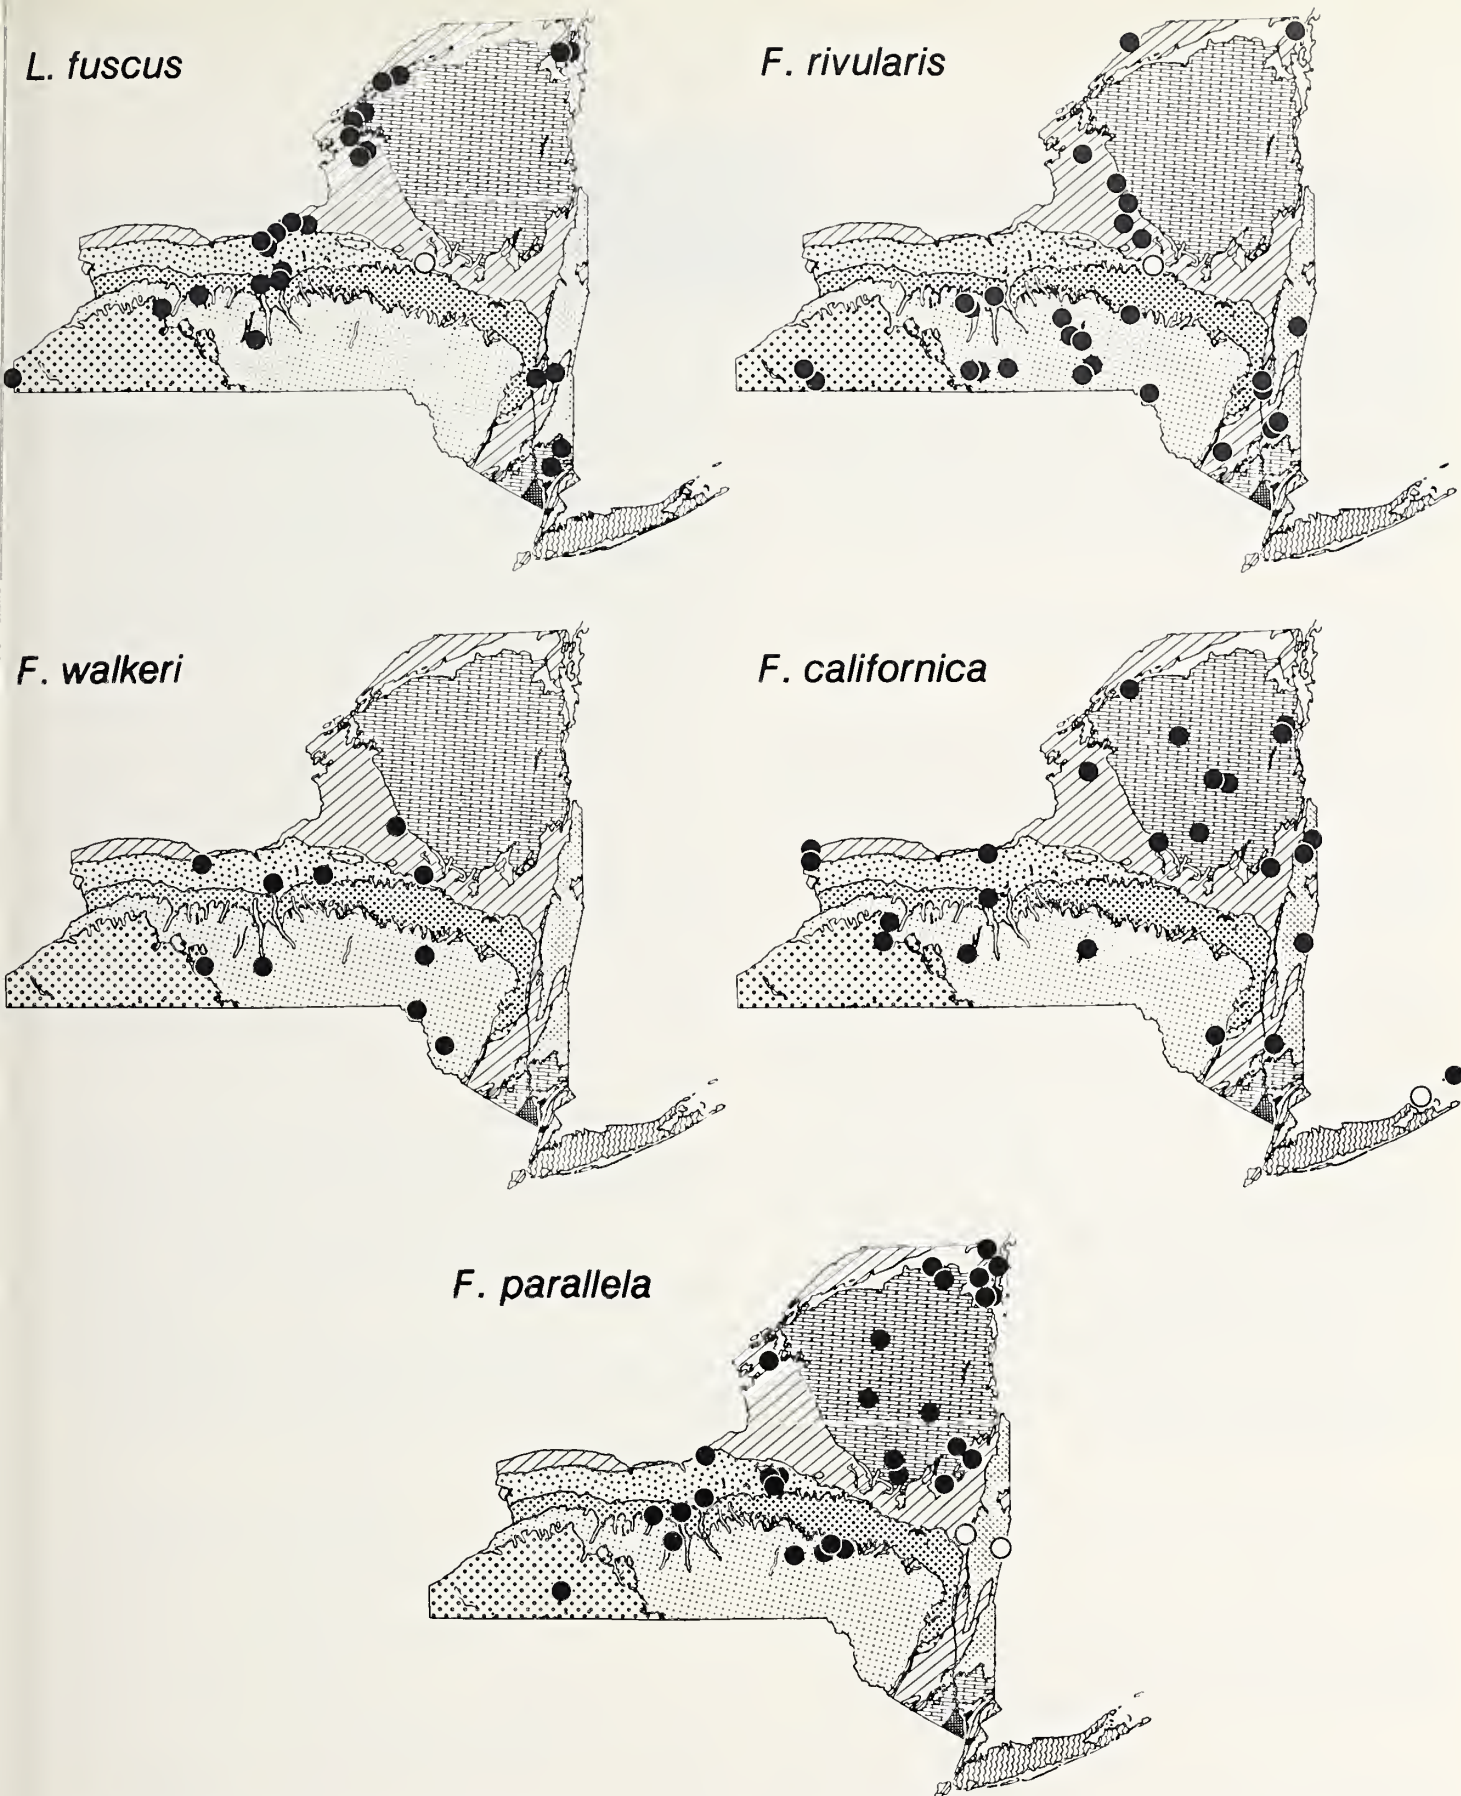 L. fuscus
F. rivularis
F. walkeri
F. californica
F. parallela